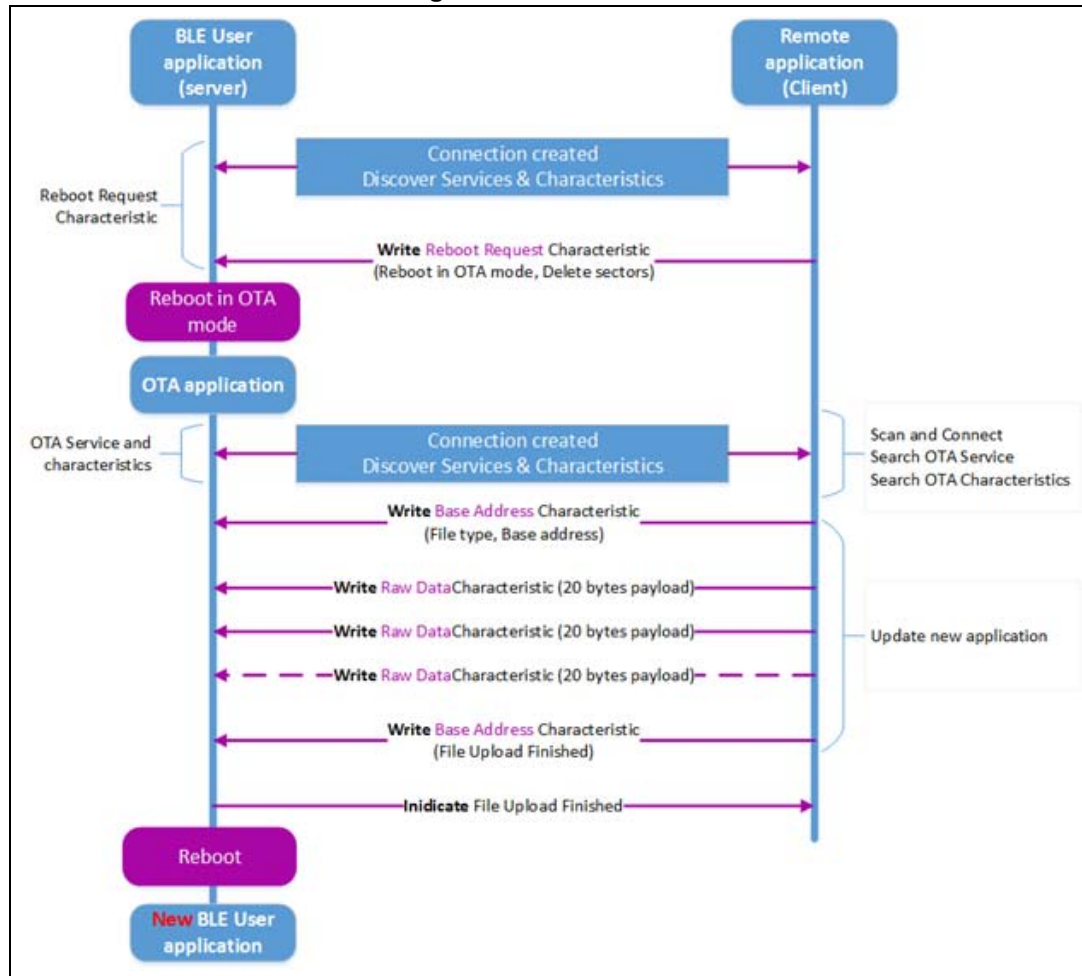 BLE User
application
(server)
Remote
application
(Client)
Connection created
Discover Services & Characteristics
Reboot Request
Characteristic
Write Reboot Request Characteristic
(Reboot in OTA mode, Delete sectors)
Reboot in OTA
mode
OTA application
OTA Service and
characteristics
Connection created
Discover Services & Characteristics
Scan and Connect
Search OTA Service
Search OTA Characteristics
Write Base Address Characteristic
(File type, Base address)
Write Raw DataCharacteristic (20 bytes payload)
Write Raw DataCharacteristic (20 bytes payload)
Update new application
Write Raw DataCharacteristic (20 bytes payload)
Write Base Address Characteristic
(File Upload Finished)
Inidicate File Upload Finished
Reboot
New BLE User
application